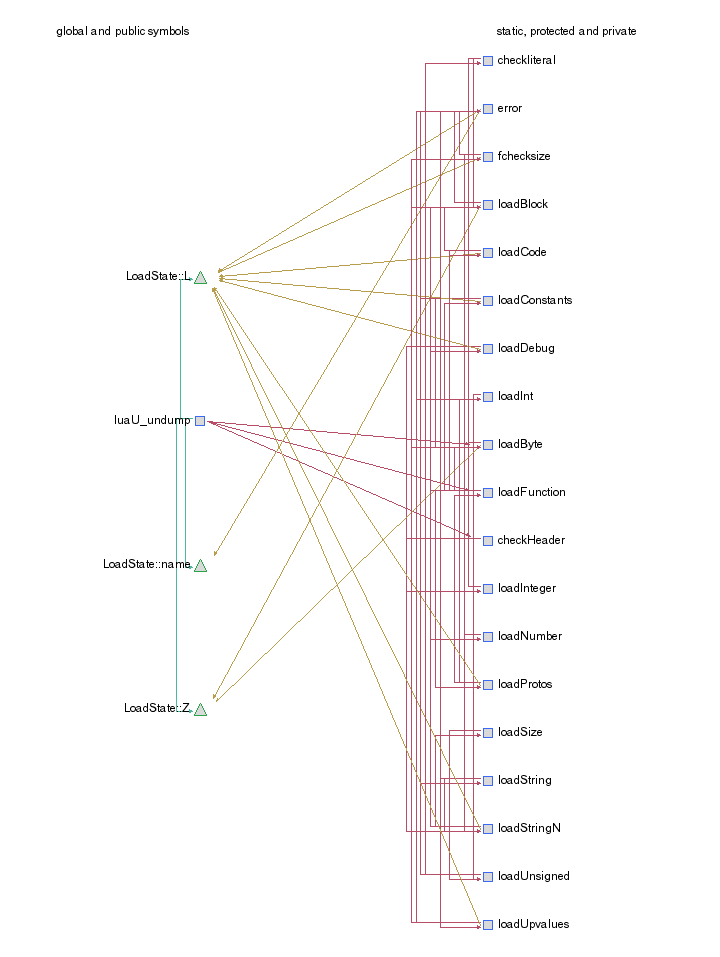 global and public symbols
static, protected and private
checkliteral
error
fchecksize
loadBlock
loadCode
LoadState::L
loadConstants
loadDebug
loadInt
luaU_undump
loadByte
loadFunction
checkHeader
LoadState::name
loadInteger
loadNumber
loadProtos
LoadState::Z
loadSize
loadString
loadStringN
loadUnsigned
loadUpvalues